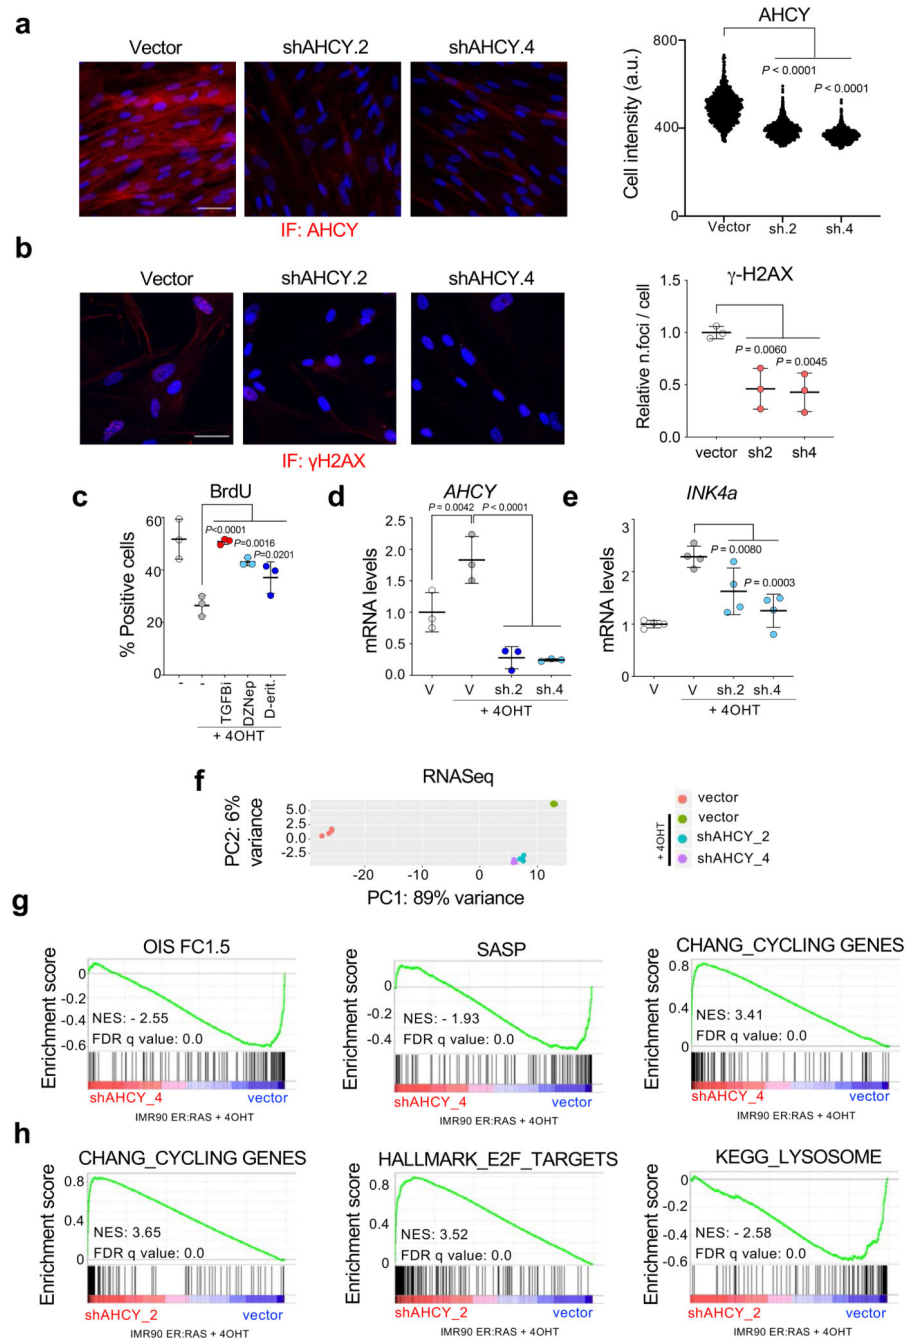 a
Vector
shAHCY.2
shAHCY.4
IF: AHCY
AHCY
Cell intensity (a.u.)
800
400
0
P < 0.0001
P < 0.0001
Vector
sh.2
sh.4
b
Vector
shAHCY.2
shAHCY.4
IF: γH2AX
γ-H2AX
Relative n.foci / cell
1.5
1.0
0.5
0.0
P = 0.0060
P = 0.0045
vector
sh2
sh4
c
BrdU
% Positive cells
60
40
20
0
P<0.0001
P=0.0016
P=0.0201
-
-
TGFBi
DZNep
D-erit.
+ 4OHT
d
AHCY
mRNA levels
2.5
2.0
1.5
1.0
0.5
0.0
P = 0.0042
P < 0.0001
V
V
sh.2
sh.4
+ 4OHT
e
INK4a
mRNA levels
3
2
1
0
P = 0.0080
P = 0.0003
V
V
sh.2
sh.4
+ 4OHT
f
RNASeq
PC2: 6%
variance
5.0
2.5
0.0
-2.5
-20
-10
0
10
PC1: 89% variance
vector
vector
shAHCY_2
shAHCY_4
+ 4OHT
g
OIS FC1.5
Enrichment score
0
-0.2
-0.4
-0.6
NES: - 2.55
FDR q value: 0.0
shAHCY_4
vector
IMR90 ER:RAS + 4OHT
SASP
Enrichment score
0
-0.2
-0.4
NES: - 1.93
FDR q value: 0.0
shAHCY_4
vector
IMR90 ER:RAS + 4OHT
CHANG_CYCLING GENES
Enrichment score
0.8
0.4
0
NES: 3.41
FDR q value: 0.0
shAHCY_4
vector
IMR90 ER:RAS + 4OHT
h
CHANG_CYCLING GENES
Enrichment score
0.8
0.4
0
NES: 3.65
FDR q value: 0.0
shAHCY_2
vector
IMR90 ER:RAS + 4OHT
HALLMARK_E2F_TARGETS
Enrichment score
0.8
0.4
0
NES: 3.52
FDR q value: 0.0
shAHCY_2
vector
IMR90 ER:RAS + 4OHT
KEGG_LYSOSOME
Enrichment score
0
-0.2
-0.4
-0.6
NES: - 2.58
FDR q value: 0.0
shAHCY_2
vector
IMR90 ER:RAS + 4OHT